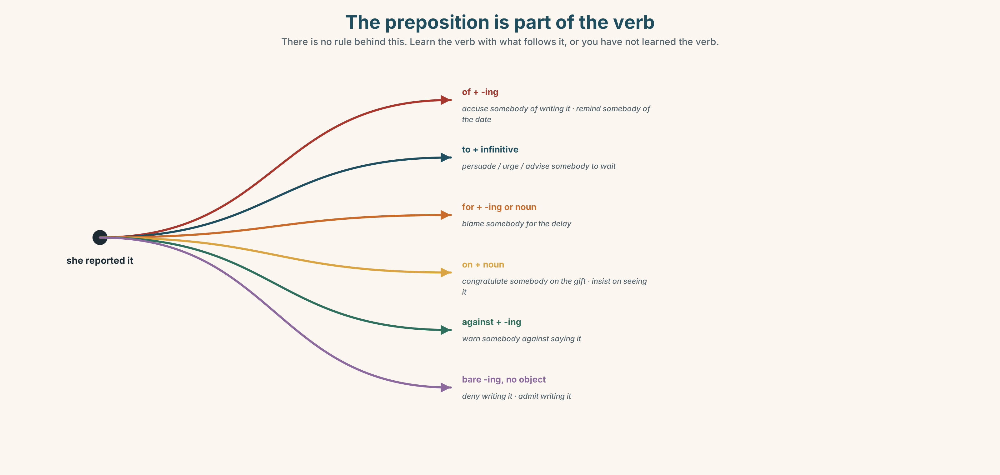 The preposition is part of the verb
There is no rule behind this. Learn the verb with what follows it, or you have not learned the verb.
of + -ing
accuse somebody of writing it · remind somebody of
the date
to + infinitive
persuade / urge / advise somebody to wait
for + -ing or noun
blame somebody for the delay
she reported it
on + noun
congratulate somebody on the gift · insist on seeing
it
against + -ing
warn somebody against saying it
bare -ing, no object
deny writing it · admit writing it